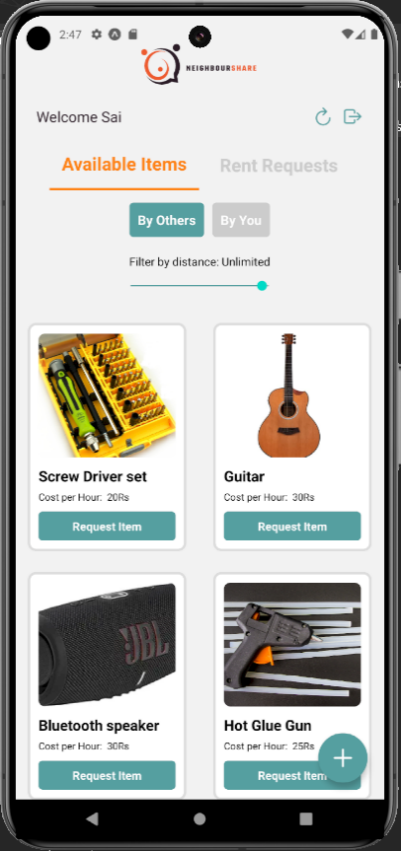 2:47
NEIGHBOURSHARE
Welcome Sai
Available Items
Rent Requests
By Others
By You
Filter by distance: Unlimited
Screw Driver set
Cost per Hour: 20Rs
Request Item
Guitar
Cost per Hour: 30Rs
Request Item
JBL
Bluetooth speaker
Cost per Hour: 30Rs
Request Item
Hot Glue Gun
Cost per Hour: 25Rs
Request Item